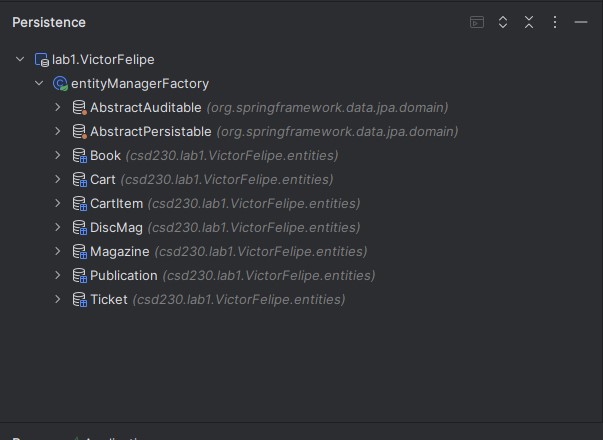 Persistence
lab1.VictorFelipe
entityManagerFactory
AbstractAuditable (org.springframework.data.jpa.domain)
AbstractPersistable (org.springframework.data.jpa.domain)
Book (csd230.lab1.VictorFelipe.entities)
Cart (csd230.lab1.VictorFelipe.entities)
CartItem (csd230.lab1.VictorFelipe.entities)
DiscMag (csd230.lab1.VictorFelipe.entities)
Magazine (csd230.lab1.VictorFelipe.entities)
Publication (csd230.lab1.VictorFelipe.entities)
Ticket (csd230.lab1.VictorFelipe.entities)